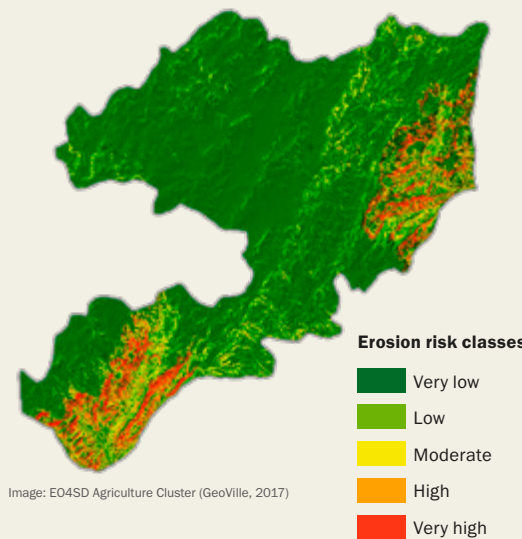 Erosion risk classes
Very low
Low
Moderate
High
Very high
Image: EO4SD Agriculture Cluster (GeoVille, 2017)